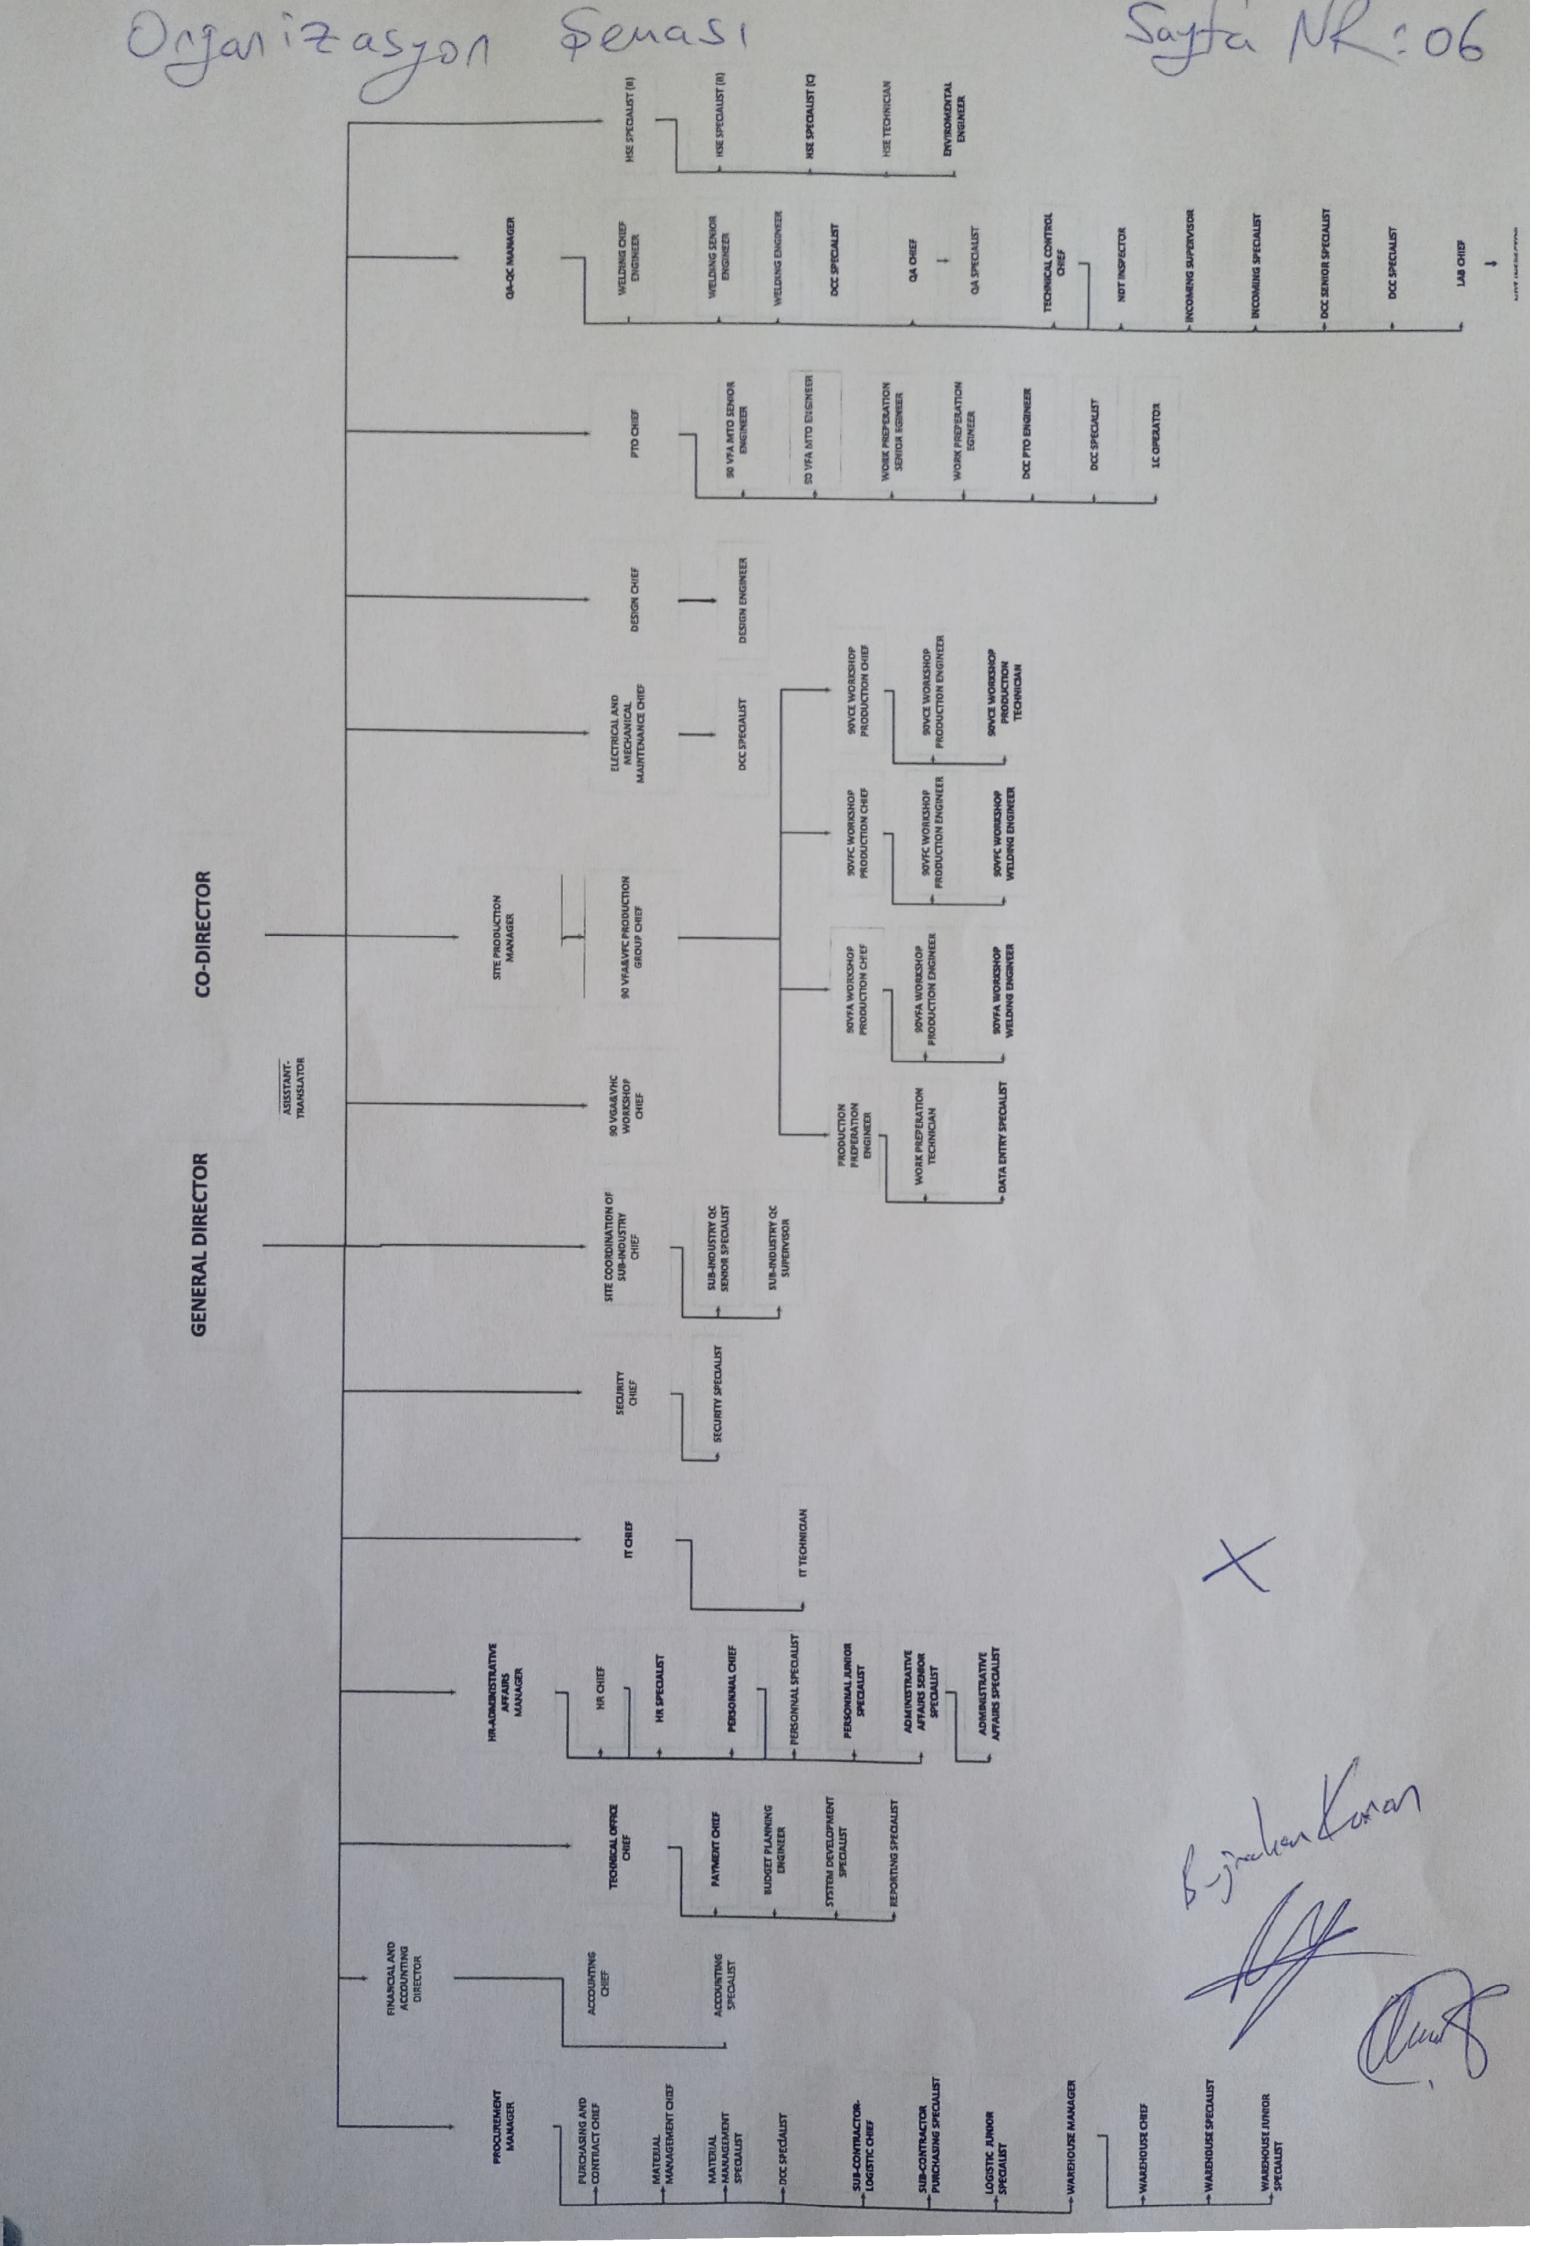 Organizasyon Şeması
Sayfa NR: 06
GENERAL DIRECTOR
CO-DIRECTOR
ASISSTANT-
TRANSLATOR
PROCUREMENT
MANAGER
PURCHASING AND
CONTRACT CHIEF
MATERIAL
MANAGEMENT CHIEF
MATERIAL
MANAGEMENT
SPECIALIST
DCC SPECIALIST
SUB-CONTRACTOR-
LOGISTIC CHIEF
SUB-CONTRACTOR
PURCHASING SPECIALIST
LOGISTIC JUNIOR
SPECIALIST
WAREHOUSE MANAGER
WAREHOUSE CHIEF
WAREHOUSE SPECIALIST
WAREHOUSE JUNIOR
SPECIALIST
FINANCIAL AND
ACCOUNTING
DIRECTOR
ACCOUNTING
CHIEF
ACCOUNTING
SPECIALIST
TECHNICAL OFFICE
CHIEF
PAYMENT CHIEF
BUDGET PLANNING
ENGINEER
SYSTEM DEVELOPMENT
SPECIALIST
REPORTING SPECIALIST
HR-ADMINISTRATIVE
AFFAIRS
MANAGER
HR CHIEF
HR SPECIALIST
PERSONNAL CHIEF
PERSONNAL SPECIALIST
PERSONNAL JUNIOR
SPECIALIST
ADMINISTRATIVE
AFFAIRS SENIOR
SPECIALIST
ADMINISTRATIVE
AFFAIRS SPECIALIST
IT CHIEF
IT TECHNICIAN
SECURITY
CHIEF
SECURITY SPECIALIST
SITE COORDINATION OF
SUB-INDUSTRY
CHIEF
SUB-INDUSTRY QC
SENIOR SPECIALIST
SUB-INDUSTRY QC
SUPERVISOR
90 VGA&VHC
WORKSHOP
CHIEF
SITE PRODUCTION
MANAGER
90 VFA&VFC PRODUCTION
GROUP CHIEF
PRODUCTION
PREPERATION
ENGINEER
WORK PREPERATION
TECHNICIAN
DATA ENTRY SPECIALIST
90VFA WORKSHOP
PRODUCTION CHIEF
90VFA WORKSHOP
PRODUCTION ENGINEER
90VFA WORKSHOP
WELDING ENGINEER
90VFC WORKSHOP
PRODUCTION CHIEF
90VFC WORKSHOP
PRODUCTION ENGINEER
90VFC WORKSHOP
WELDING ENGINEER
90VCE WORKSHOP
PRODUCTION CHIEF
90VCE WORKSHOP
PRODUCTION ENGINEER
90VCE WORKSHOP
PRODUCTION
TECHNICIAN
ELECTRICAL AND
MECHANICAL
MAINTENANCE CHIEF
DCC SPECIALIST
DESIGN CHIEF
DESIGN ENGINEER
PTO CHIEF
90 VFA MTO SENIOR
ENGINEER
90 VFA MTO ENGINEER
WORK PREPERATION
SENIOR EGINEER
WORK PREPERATION
EGINEER
DCC PTO ENGINEER
DCC SPECIALIST
1C OPERATOR
QA-QC MANAGER
WELDING CHIEF
ENGINEER
WELDING SENIOR
ENGINEER
WELDING ENGINEER
DCC SPECIALIST
QA CHIEF
QA SPECIALIST
TECHNICAL CONTROL
CHIEF
NDT INSPECTOR
INCOMING SUPERVISOR
INCOMING SPECIALIST
DCC SENIOR SPECIALIST
DCC SPECIALIST
LAB CHIEF
HSE SPECIALIST (B)
HSE SPECIALIST (B)
HSE SPECIALIST (C)
HSE TECHNICIAN
ENVIROMENTAL
ENGINEER
X